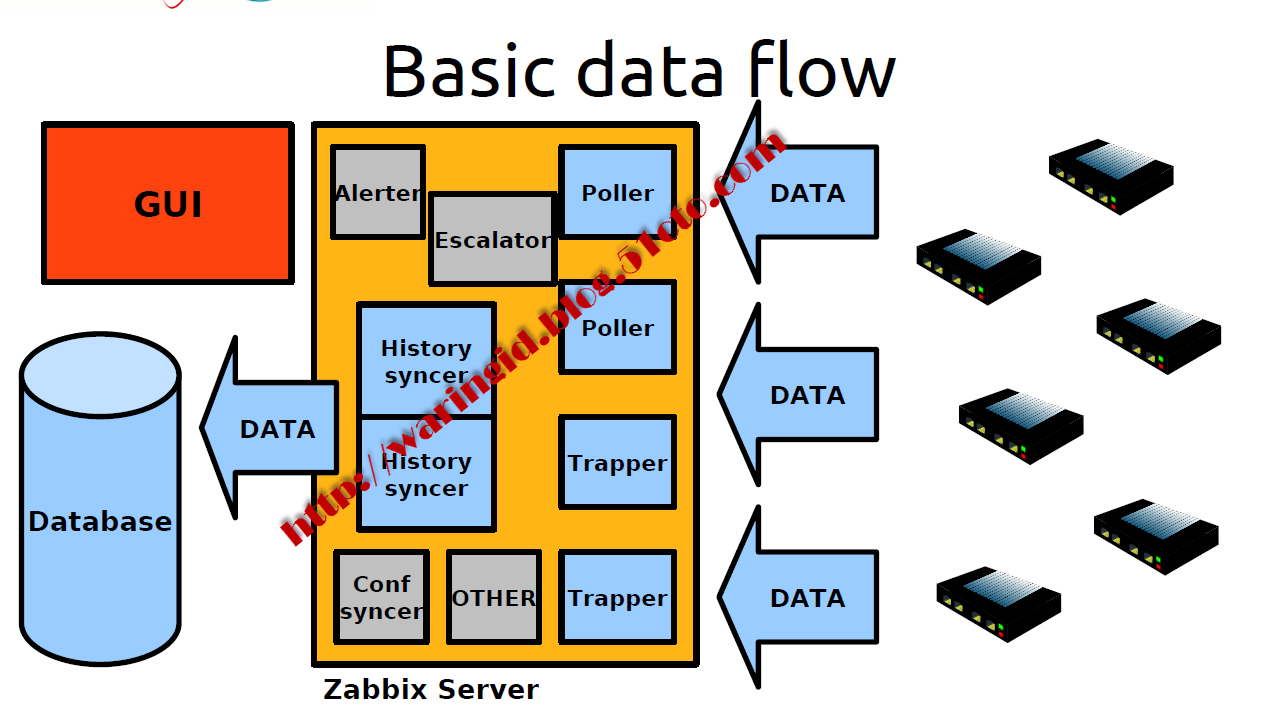 Basic data flow
GUI
Alerter
Escalator
Poller
DATA
Poller
History
syncer
DATA
DATA
History
syncer
Trapper
Database
Conf
syncer
OTHER
Trapper
DATA
Zabbix Server
http://waringid.blog.51cto.com